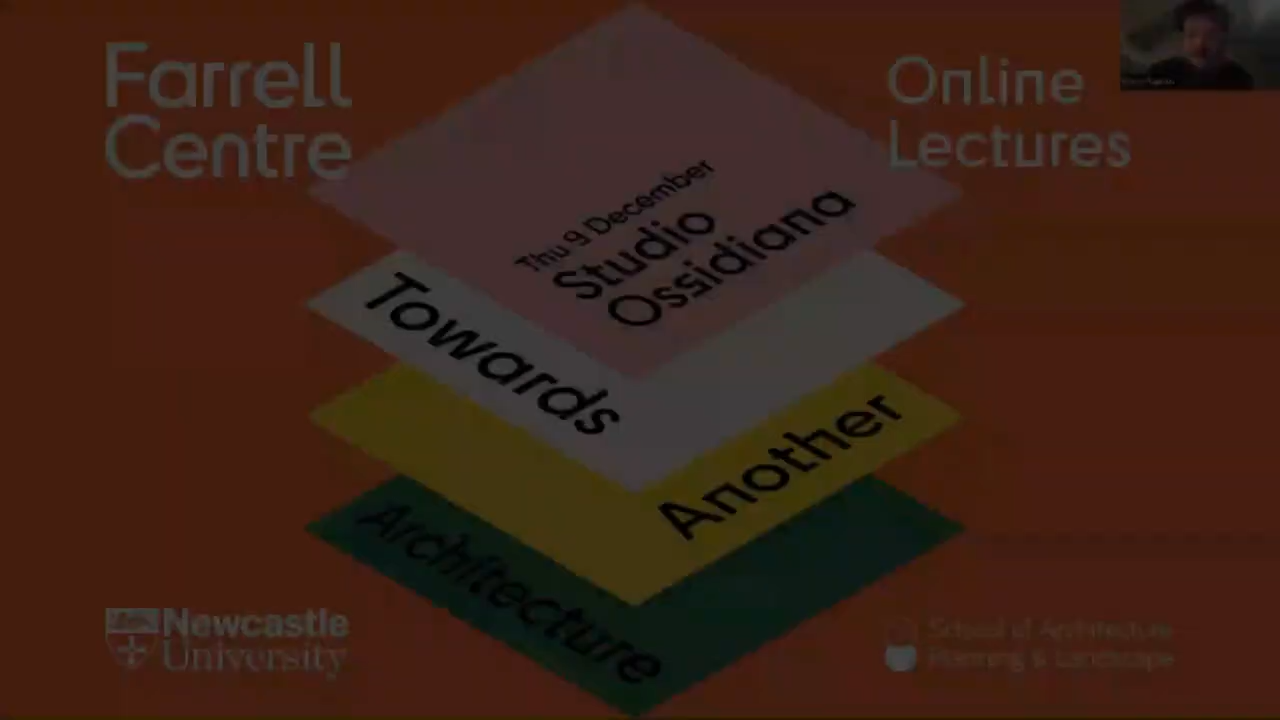 Farrell
Centre
Online
Lectures
Thu 9 December
Studio
Ossidiana
Towards
Another
Architecture
Newcastle
University
School of Architecture
Planning & Landscape